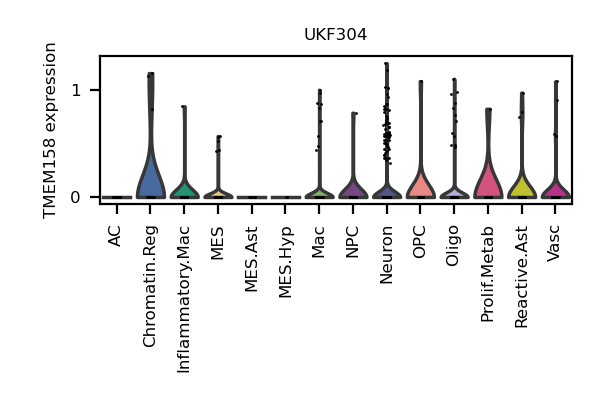 UKF304
TMEM158 expression
1
0
AC
Chromatin.Reg
Inflammatory.Mac
MES
MES.Ast
MES.Hyp
Mac
NPC
Neuron
OPC
Oligo
Prolif.Metab
Reactive.Ast
Vasc